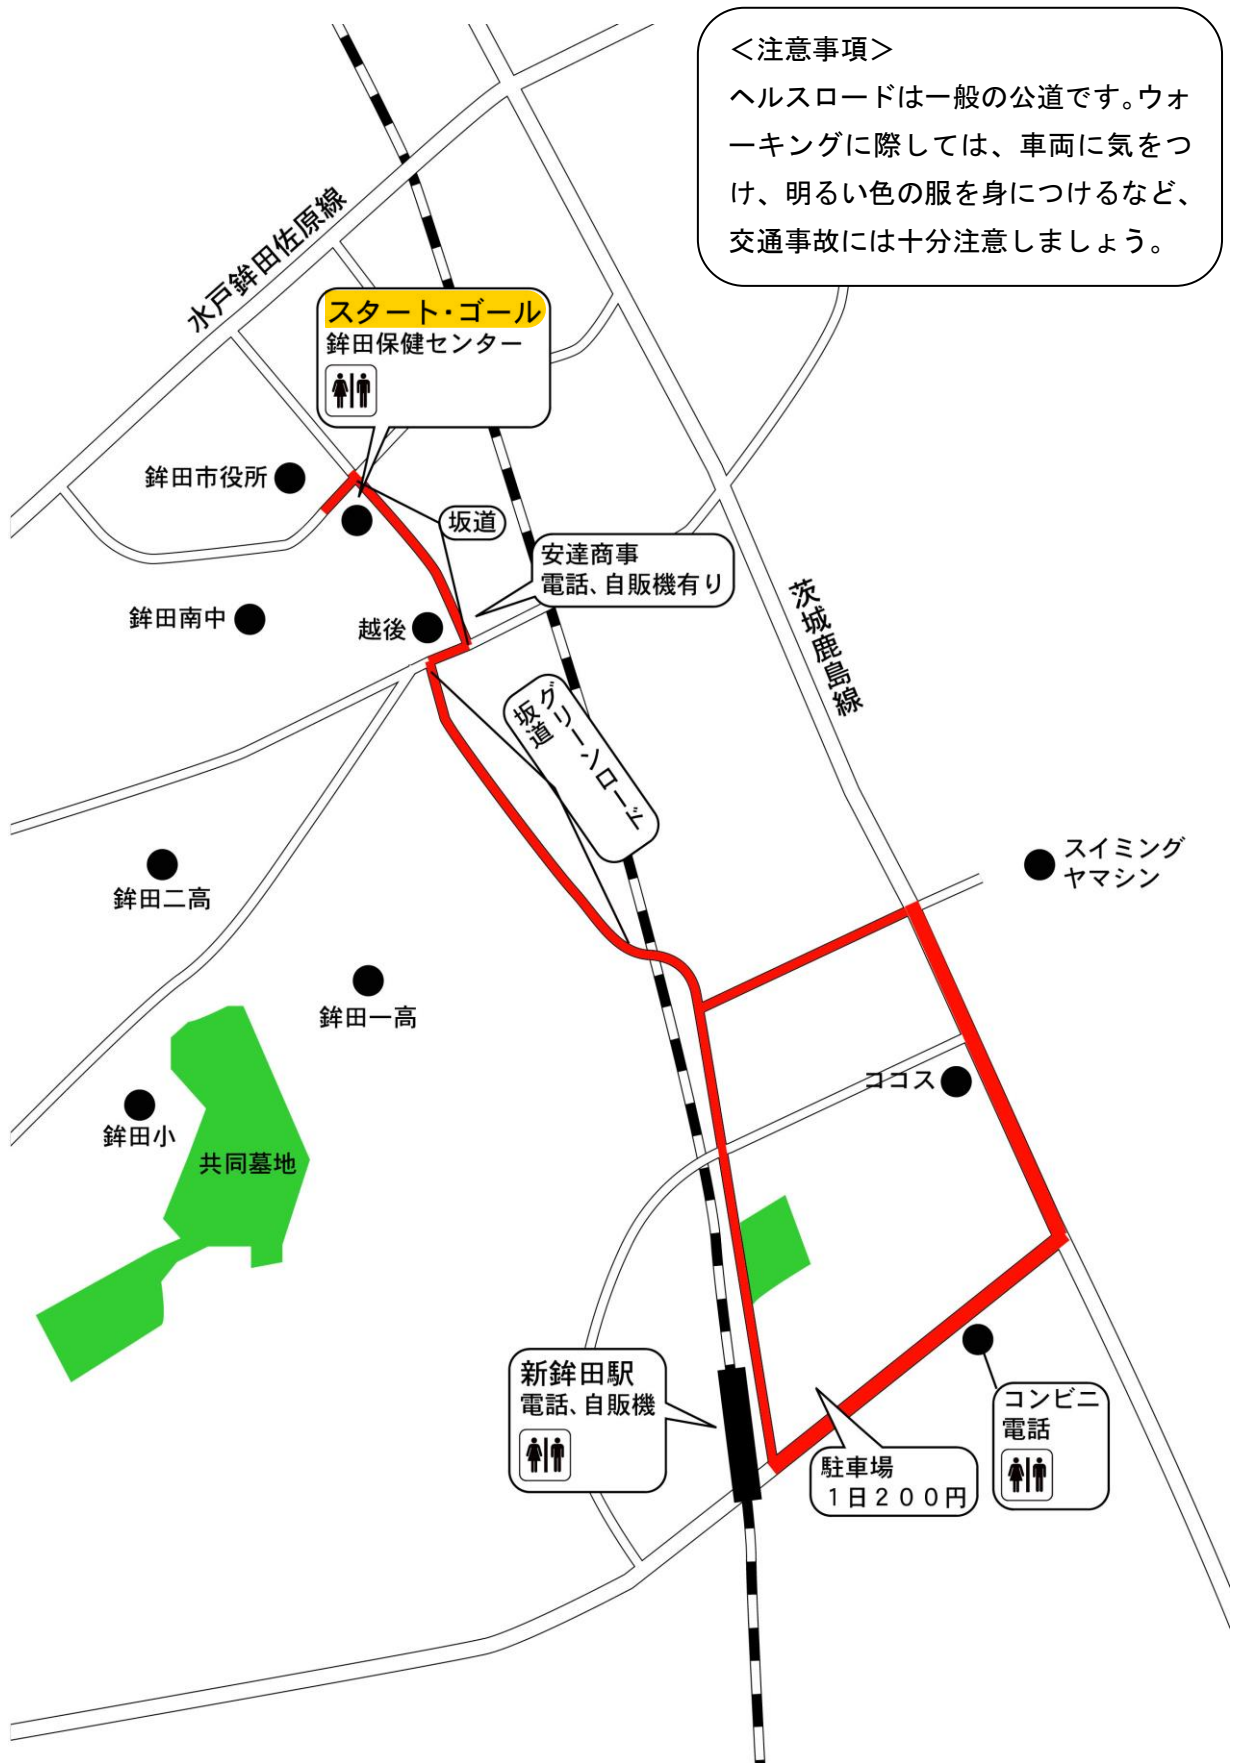 ＜注意事項＞
ヘルスロードは一般の公道です。ウォ
ーキングに際しては、車両に気をつ
け、明るい色の服を身につけるなど、
交通事故には十分注意しましょう。
水戸鉾田佐原線
スタート・ゴール
鉾田保健センター
鉾田市役所
坂道
安達商事
電話、自販機有り
鉾田南中
越後
茨城鹿島線
グリーンロード
坂道
スイミング
ヤマシン
鉾田二高
鉾田一高
ココス
鉾田小
共同墓地
新鉾田駅
電話、自販機
コンビニ
電話
駐車場
１日２００円